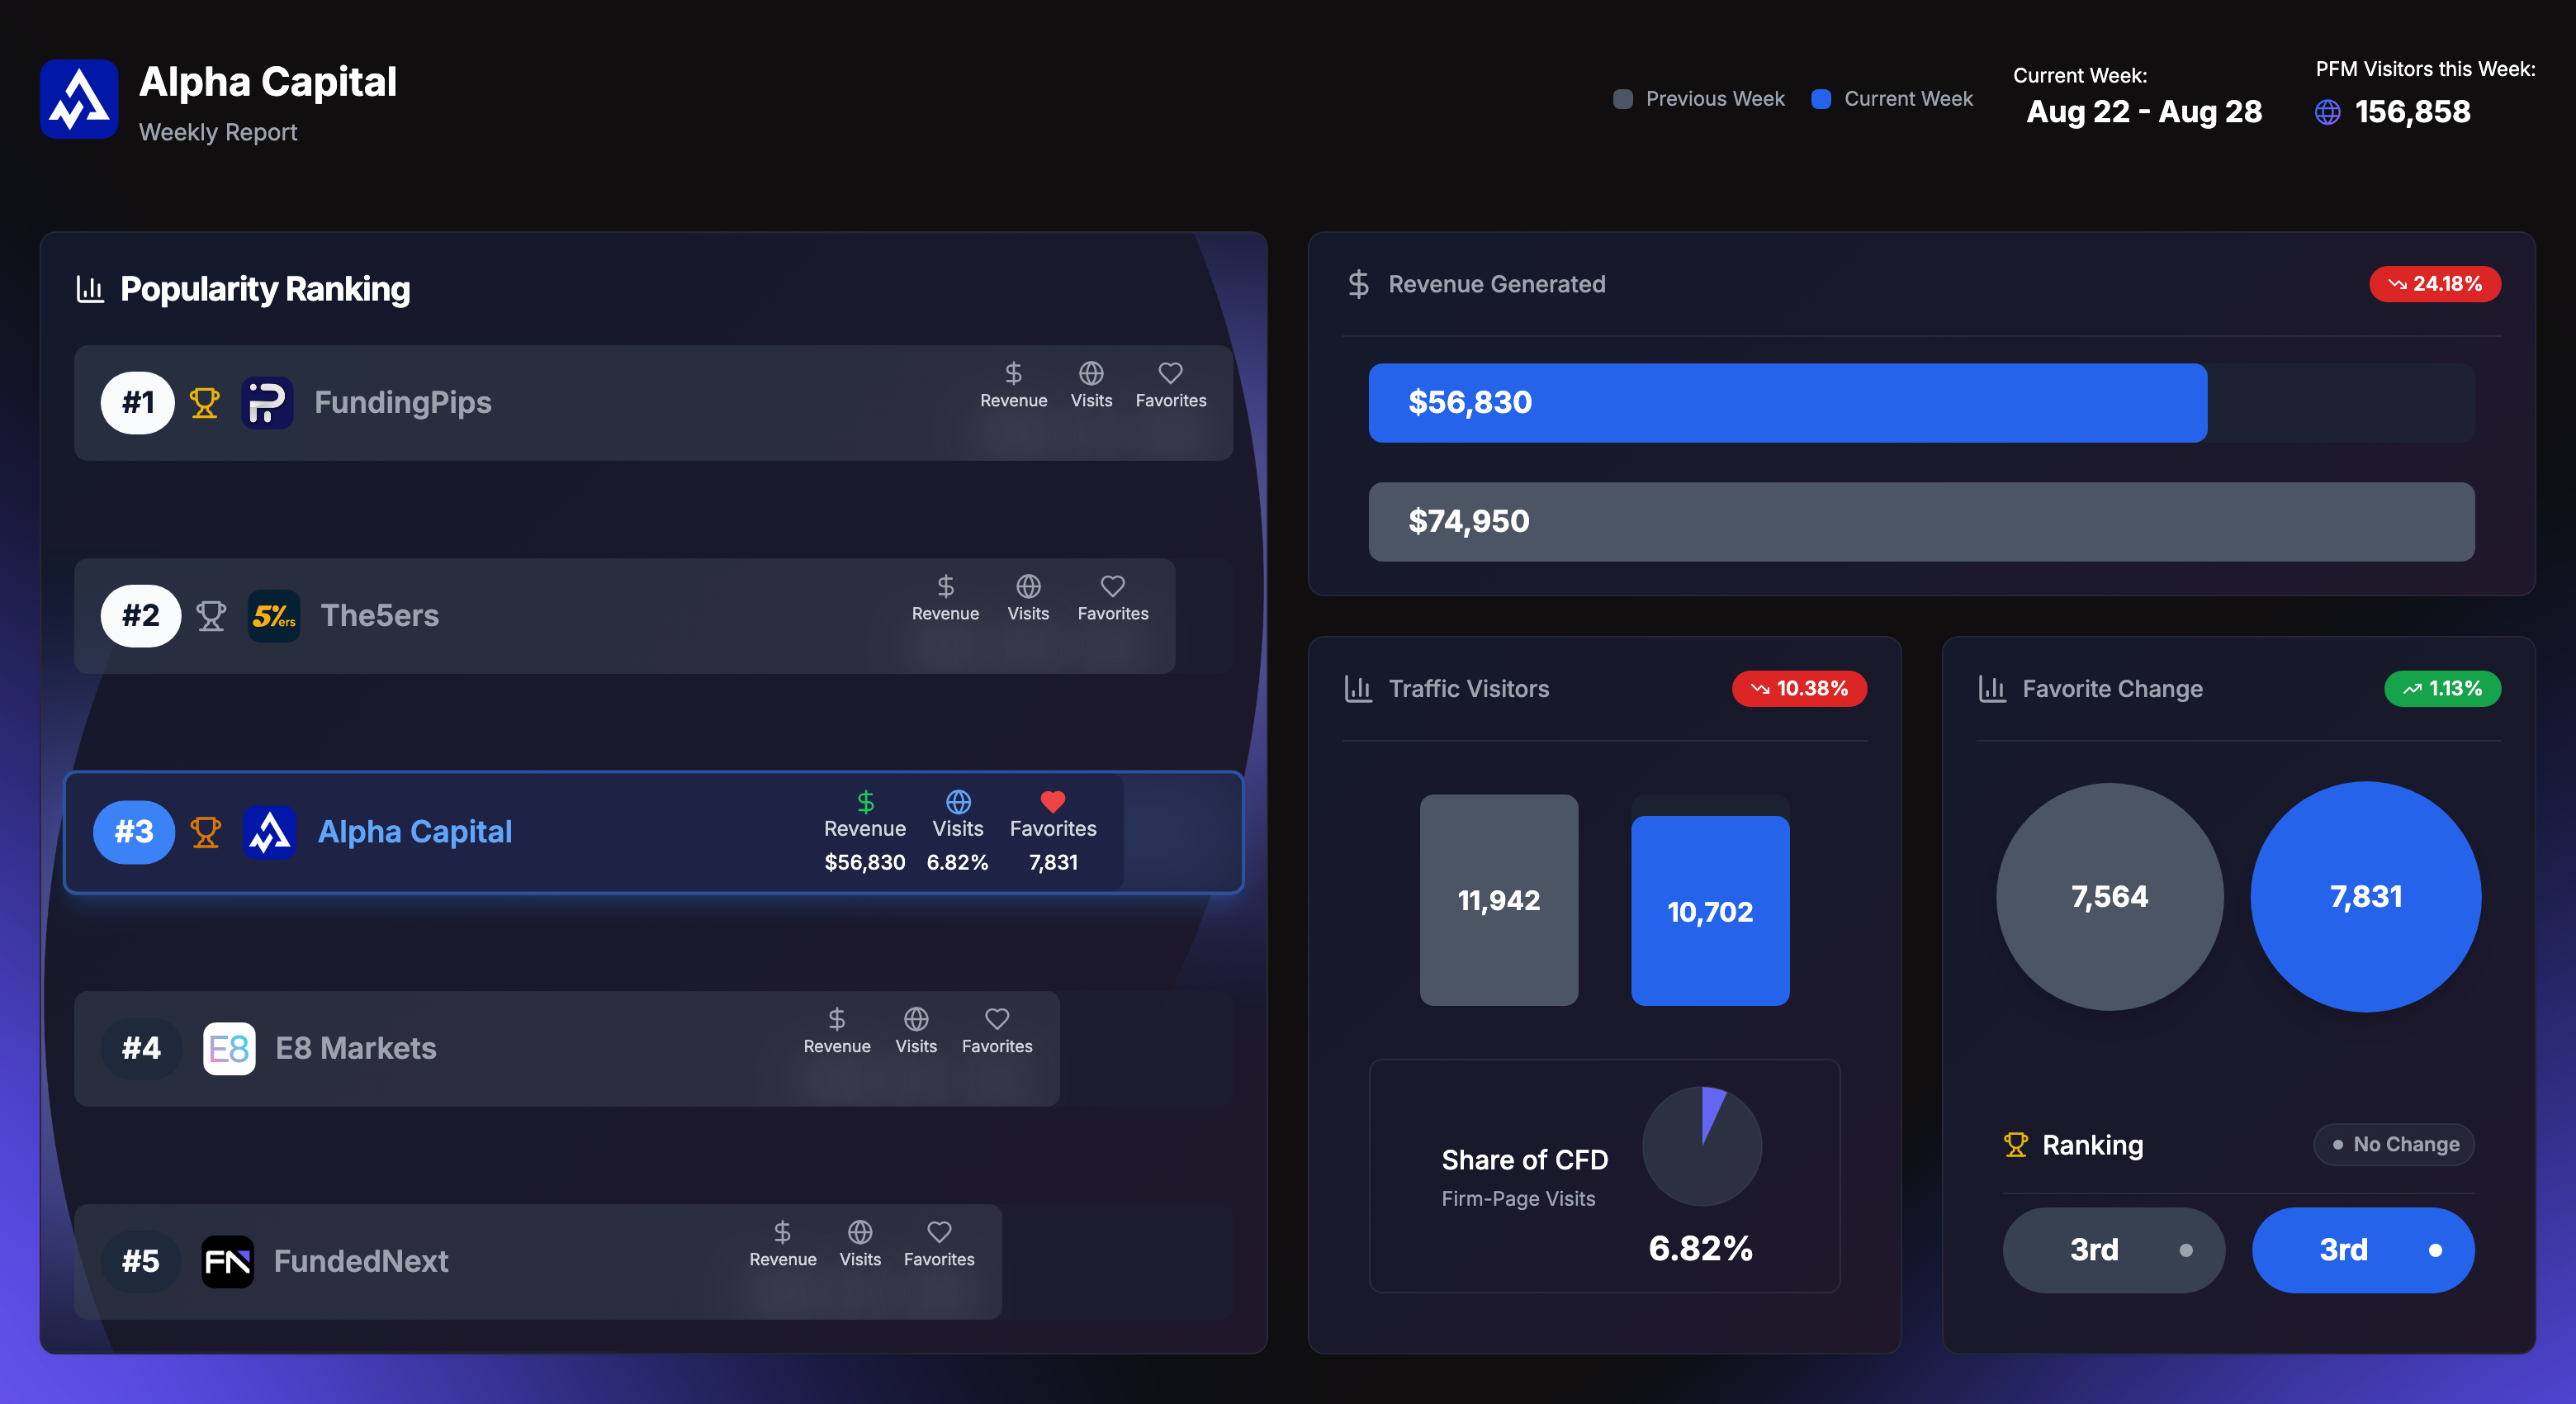 Alpha Capital
Weekly Report
Previous Week
Current Week
Current Week:
Aug 22 - Aug 28
PFM Visitors this Week:
156,858
Popularity Ranking
#1
FundingPips
Revenue
Visits
Favorites
#2
5%ers
The5ers
Revenue
Visits
Favorites
#3
Alpha Capital
Revenue
Visits
Favorites
$56,830
6.82%
7,831
#4
E8
E8 Markets
Revenue
Visits
Favorites
#5
FN
FundedNext
Revenue
Visits
Favorites
Revenue Generated
24.18%
$56,830
$74,950
Traffic Visitors
10.38%
11,942
10,702
Share of CFD
Firm-Page Visits
6.82%
Favorite Change
1.13%
7,564
7,831
Ranking
No Change
3rd
3rd